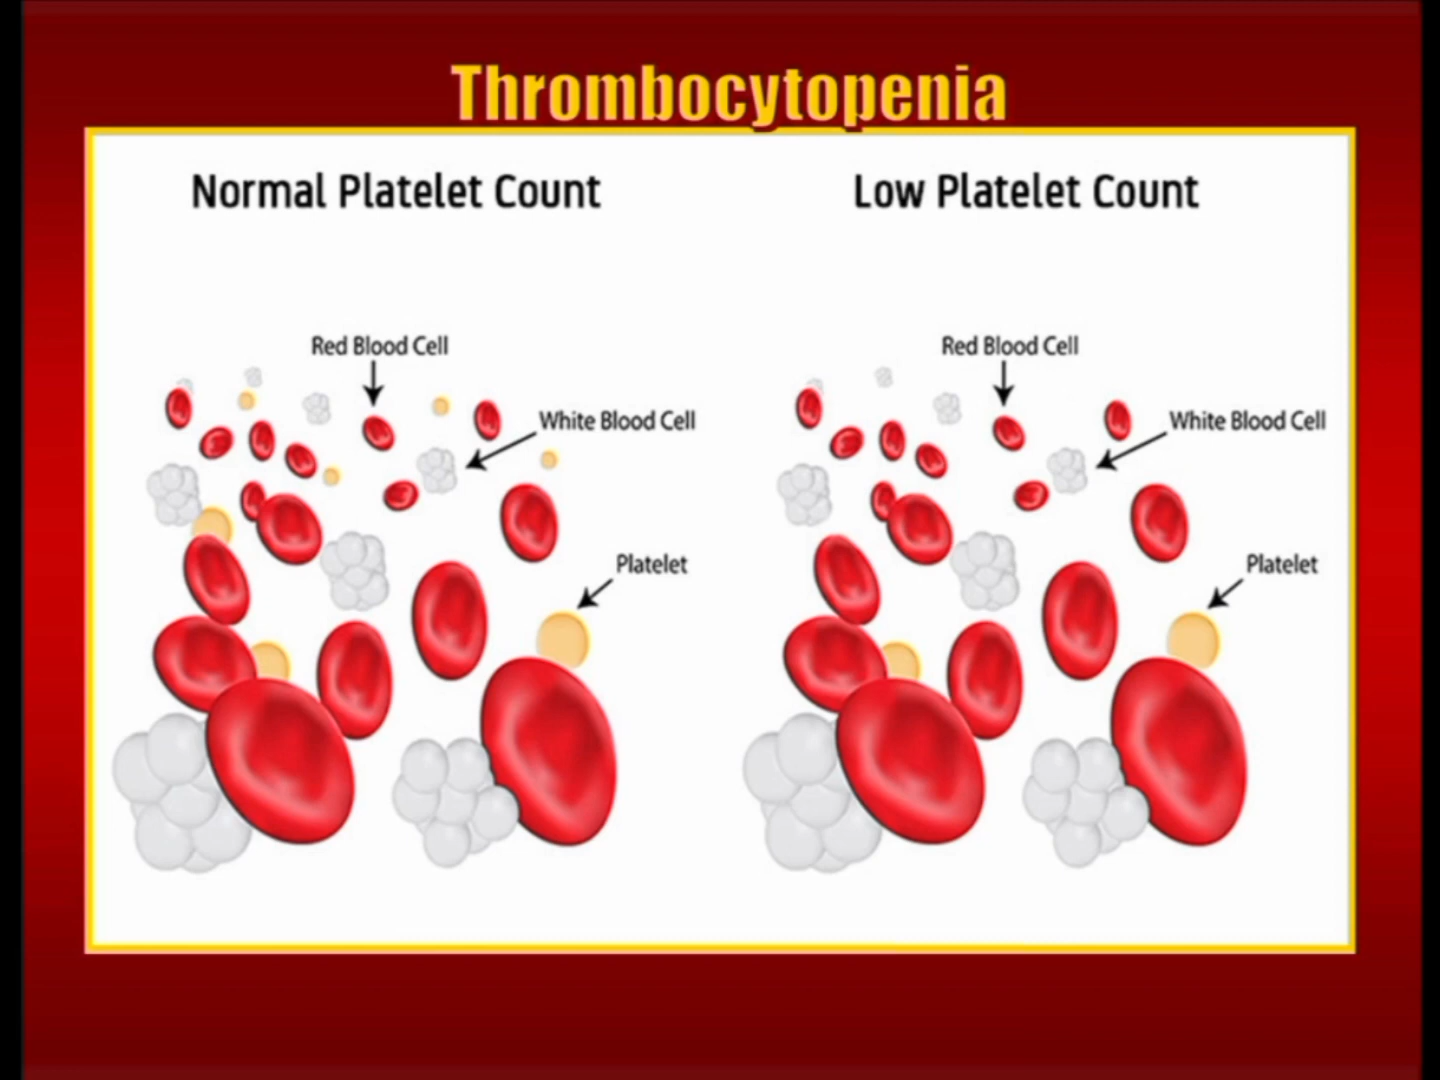 Thrombocytopenia
Normal Platelet Count
Red Blood Cell
White Blood Cell
Platelet
Low Platelet Count
Red Blood Cell
White Blood Cell
Platelet